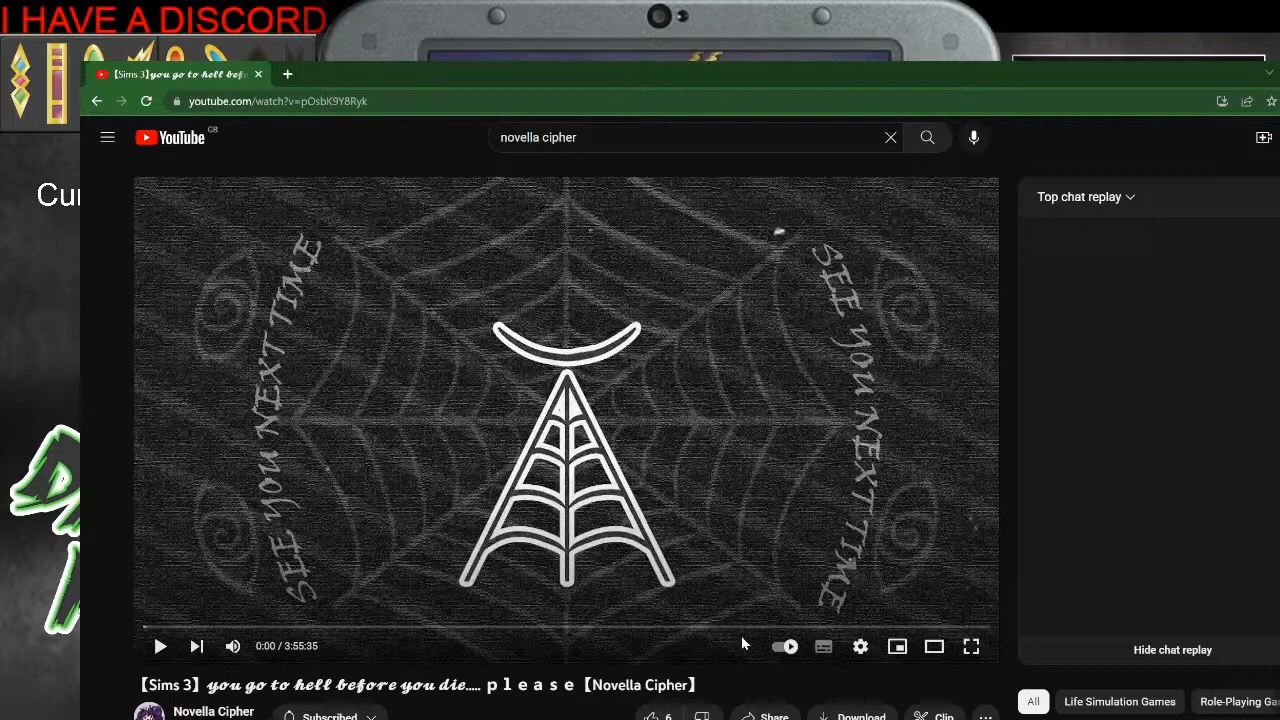 I HAVE A DISCORD
【Sims 3】𝔂𝓸𝓾 𝓰𝓸 𝓽𝓸 𝓱𝓮𝓵𝓵 𝓫𝓮𝓯𝓸
youtube.com/watch?v=pOsbK9Y8Ryk
YouTube GB
novella cipher
Top chat replay
Cur
SEE YOU NEXT TIME
SEE YOU NEXT TIME
0:00 / 3:55:35
Hide chat replay
【Sims 3】𝔂𝓸𝓾 𝓰𝓸 𝓽𝓸 𝓱𝓮𝓵𝓵 𝓫𝓮𝓯𝓸𝓻𝓮 𝔂𝓸𝓾 𝓭𝓲𝓮..... p l e a s e【Novella Cipher】
Novella Cipher
Subscribed
6
Share
Download
Clip
All
Life Simulation Games
Role-Playing Ga